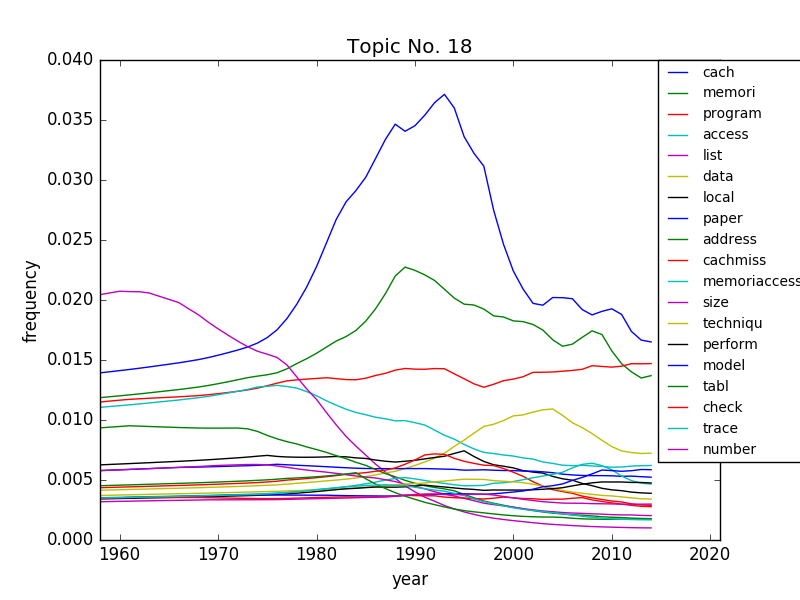 Topic No. 18
0.040
0.035
0.030
0.025
0.020
0.015
0.010
0.005
0.000
frequency
1960 1970 1980 1990 2000 2010 2020
year
cach
memori
program
access
list
data
local
paper
address
cachmiss
memoriaccess
size
techniqu
perform
model
tabl
check
trace
number